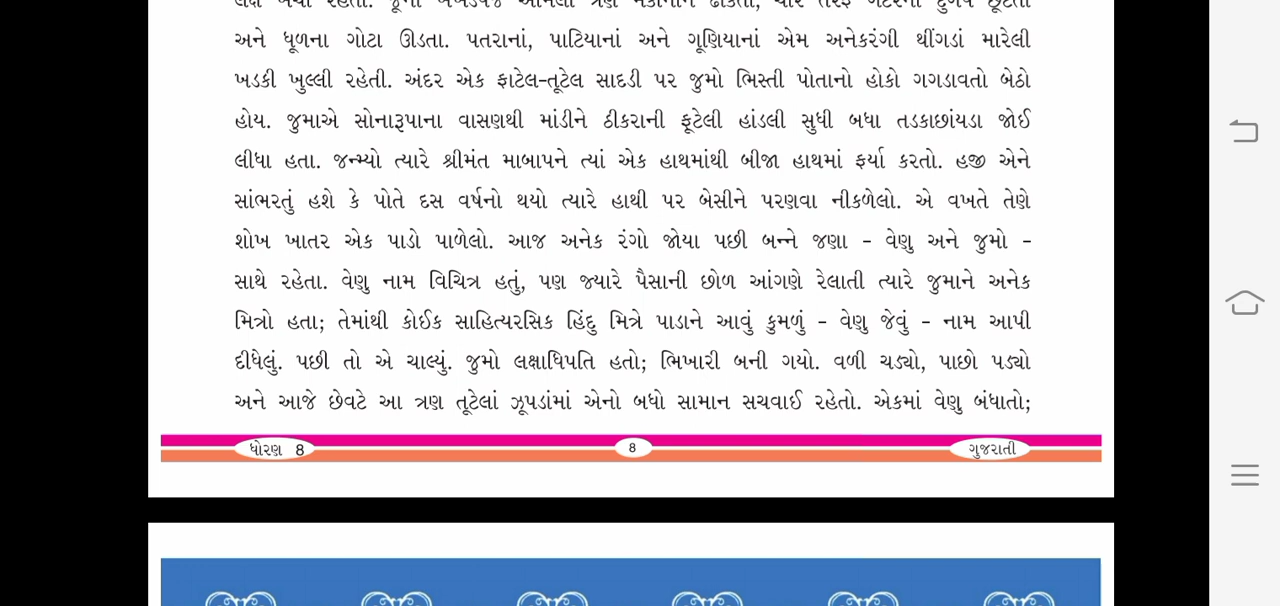 અને ધૂળના ગોટા ઊડતા. પતરાનાં, પાટિયાનાં અને ગૂણિયાનાં એમ અનેકરંગી થીંગડાં મારેલી
ખડકી ખુલ્લી રહેતી. અંદર એક ફાટેલ-તૂટેલ સાદડી પર જુમો ભિસ્તી પોતાનો હોકો ગગડાવતો બેઠો
હોય. જુમાએ સોનારૂપાના વાસણથી માંડીને ઠીકરાની ફૂટેલી હાંડલી સુધી બધા તડકાછાંયડા જોઈ
લીધા હતા. જન્મ્યો ત્યારે શ્રીમંત માબાપને ત્યાં એક હાથમાંથી બીજા હાથમાં ફર્યા કરતો. હજી એને
સાંભરતું હશે કે પોતે દસ વર્ષનો થયો ત્યારે હાથી પર બેસીને પરણવા નીકળેલો. એ વખતે તેણે
શોખ ખાતર એક પાડો પાળેલો. આજ અનેક રંગો જોયા પછી બન્ને જણા - વેણુ અને જુમો -
સાથે રહેતા. વેણુ નામ વિચિત્ર હતું, પણ જ્યારે પૈસાની છોળ આંગણે રેલાતી ત્યારે જુમાને અનેક
મિત્રો હતા; તેમાંથી કોઈક સાહિત્યરસિક હિંદુ મિત્રે પાડાને આવું કુમળું - વેણુ જેવું - નામ આપી
દીધેલું. પછી તો એ ચાલ્યું. જુમો લક્ષાધિપતિ હતો; ભિખારી બની ગયો. વળી ચડ્યો, પાછો પડ્યો
અને આજે છેવટે આ ત્રણ તૂટેલાં ઝૂપડાંમાં એનો બધો સામાન સચવાઈ રહેતો. એકમાં વેણુ બંધાતો;
ધોરણ 8 8 ગુજરાતી